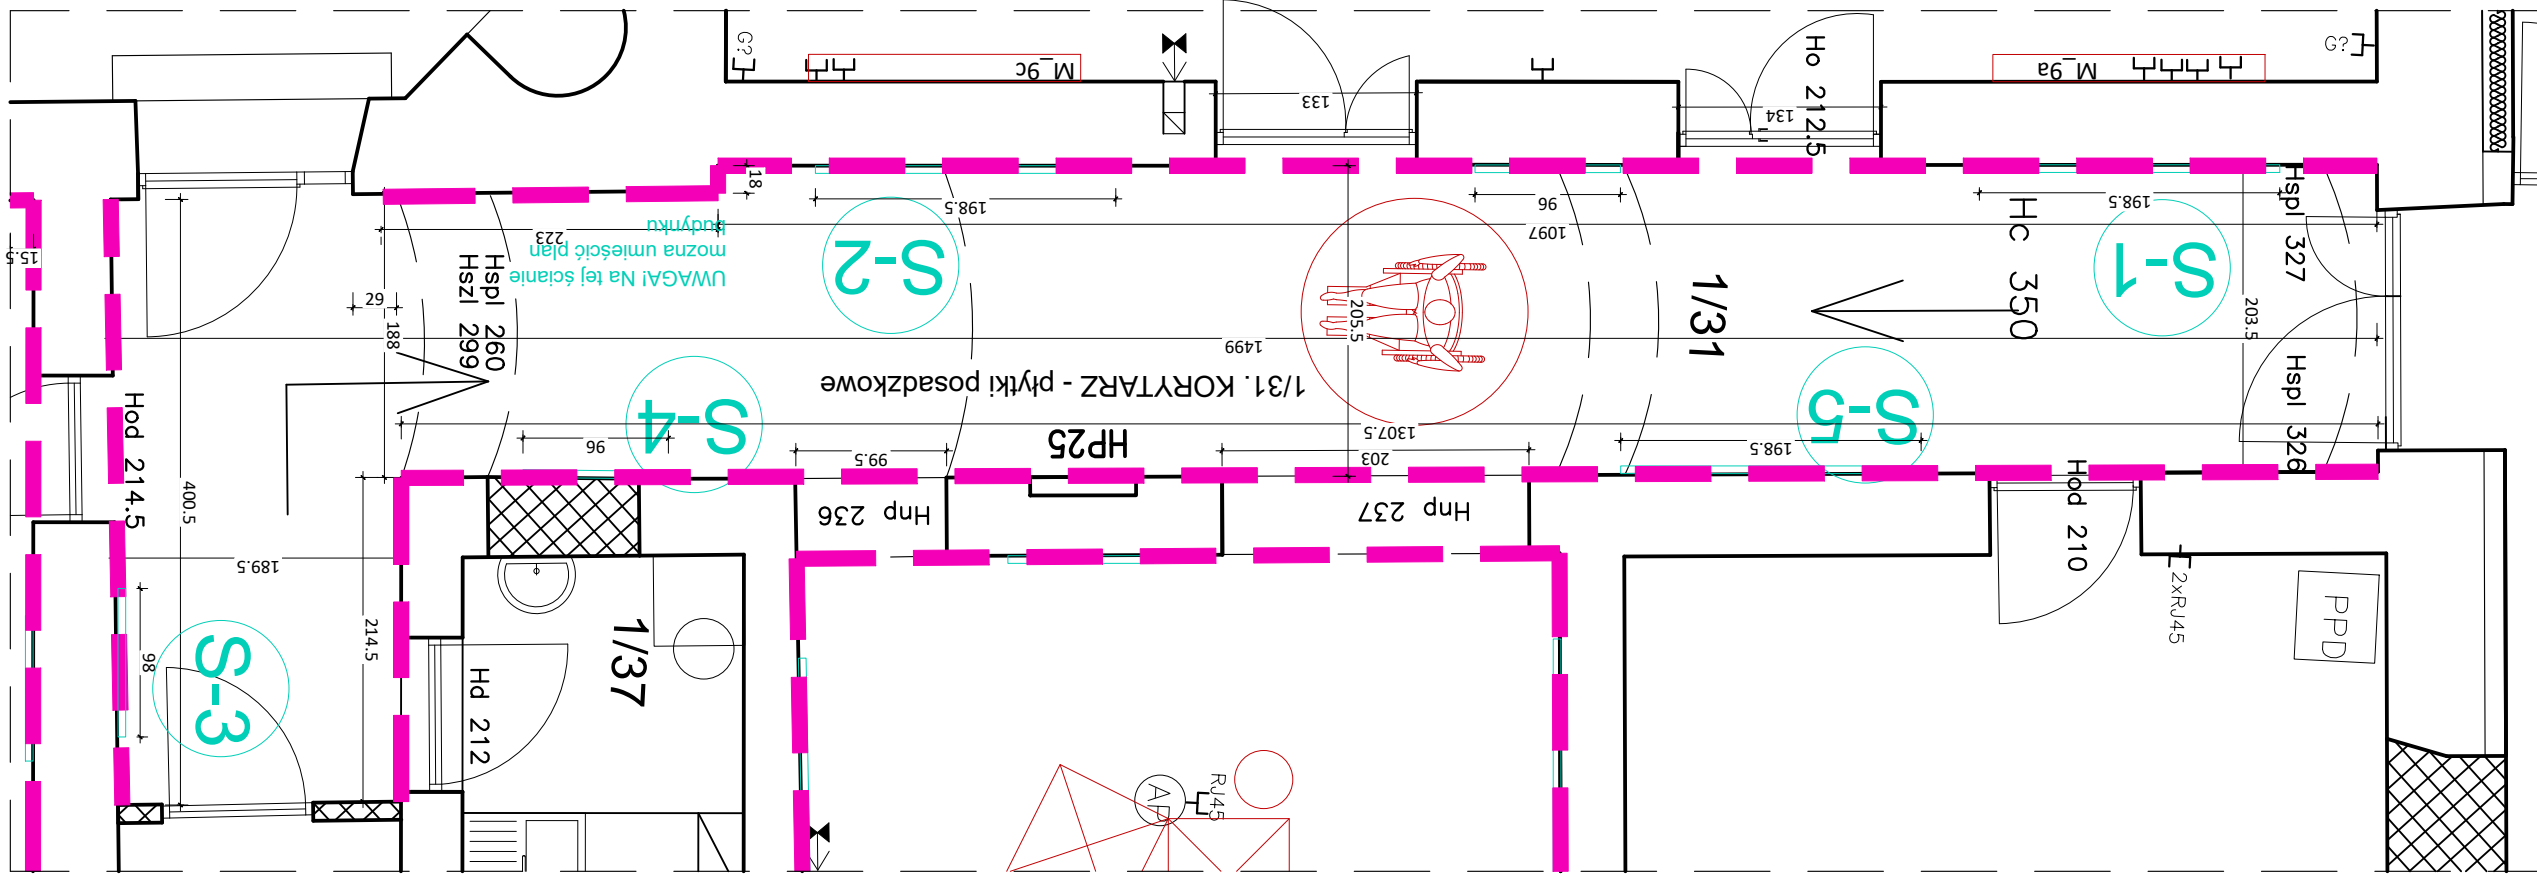 G?
M_9c
133
Ho 212.5
134
M_9a
G?
18
198.5
96
198.5
Hspl 327
15.5
223
UWAGA! Na tej ścianie
mozna umieścić plan
budynku
S-2
1097
Hc 350
S-1
29
188
Hszl 299
Hspl 260
205.5
1/31
203.5
1499
1/31. KORYTARZ - płytki posadzkowe
Hspl 326
Hod 214.5
400.5
S-4
96
99.5
HP25
1307.5
203
S-5
198.5
Hnp 236
Hnp 237
Hod 210
189.5
214.5
98
S-3
1/37
Hd 212
2xRJ45
PPD
AP
RJ45